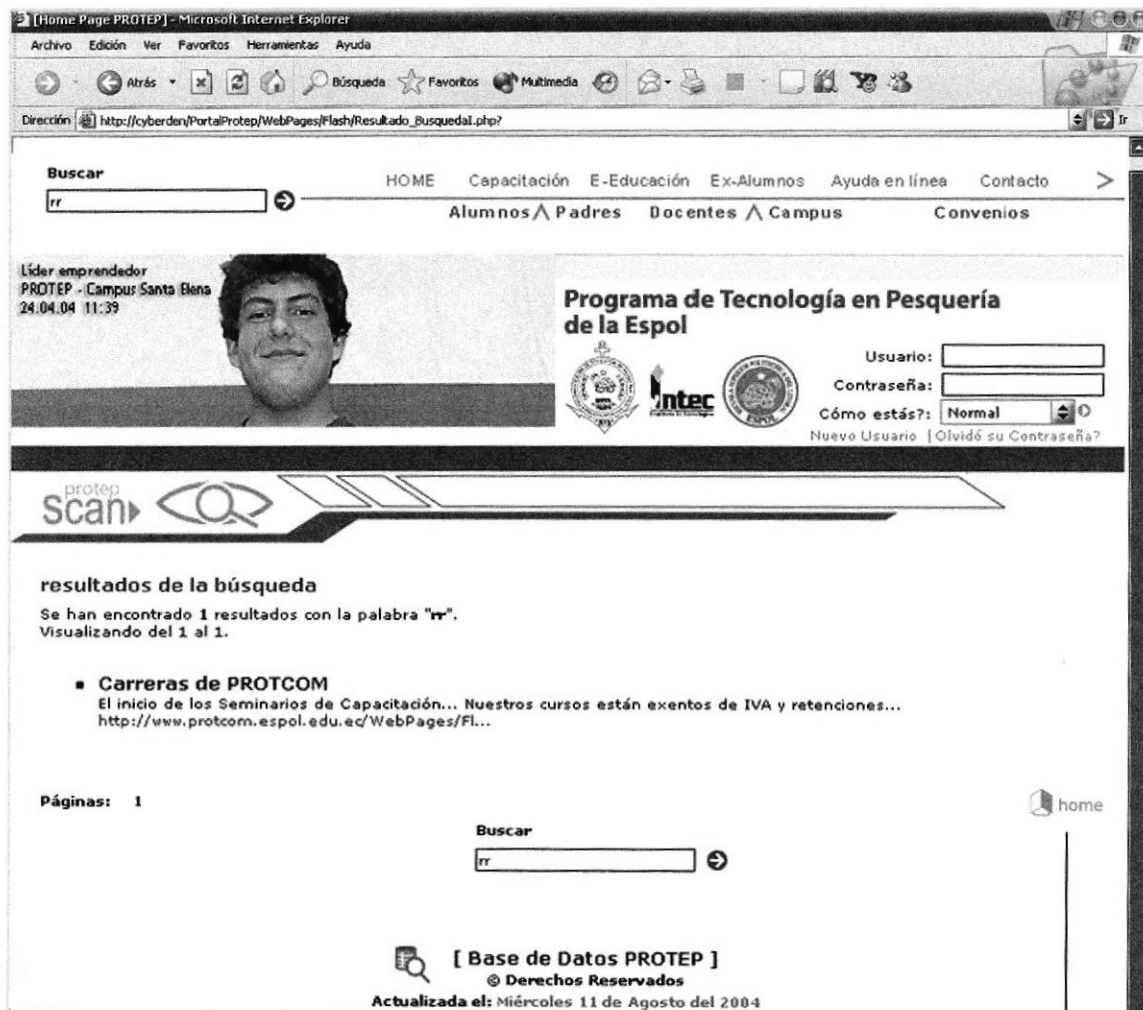 [Home Page PROTEP] - Microsoft Internet Explorer
Archivo Edición Ver Favoritos Herramientas Ayuda
Atrás Búsqueda Favoritos Multimedia
Dirección http://cyberden/PortalProtep/WebPages/Flash/Resultado_BusquedaI.php? Ir
Buscar
rr
HOME Capacitación E-Educación Ex-Alumnos Ayuda en línea Contacto >
Alumnos Padres Docentes Campus Convenios
Líder emprendedor
PROTEP - Campus Santa Elena
24.04.04 11:39
Programa de Tecnología en Pesquería
de la Espol
intec
ESPOL
Usuario:
Contraseña:
Cómo estás?: Normal
Nuevo Usuario | Olvidó su Contraseña?
protep
scan
resultados de la búsqueda
Se han encontrado 1 resultados con la palabra "rr".
Visualizando del 1 al 1.
▪ Carreras de PROTCOM
El inicio de los Seminarios de Capacitación... Nuestros cursos están exentos de IVA y retenciones...
http://www.protcom.espol.edu.ec/WebPages/Fl...
Páginas: 1
home
Buscar
rr
[ Base de Datos PROTEP ]
© Derechos Reservados
Actualizada el: Miércoles 11 de Agosto del 2004